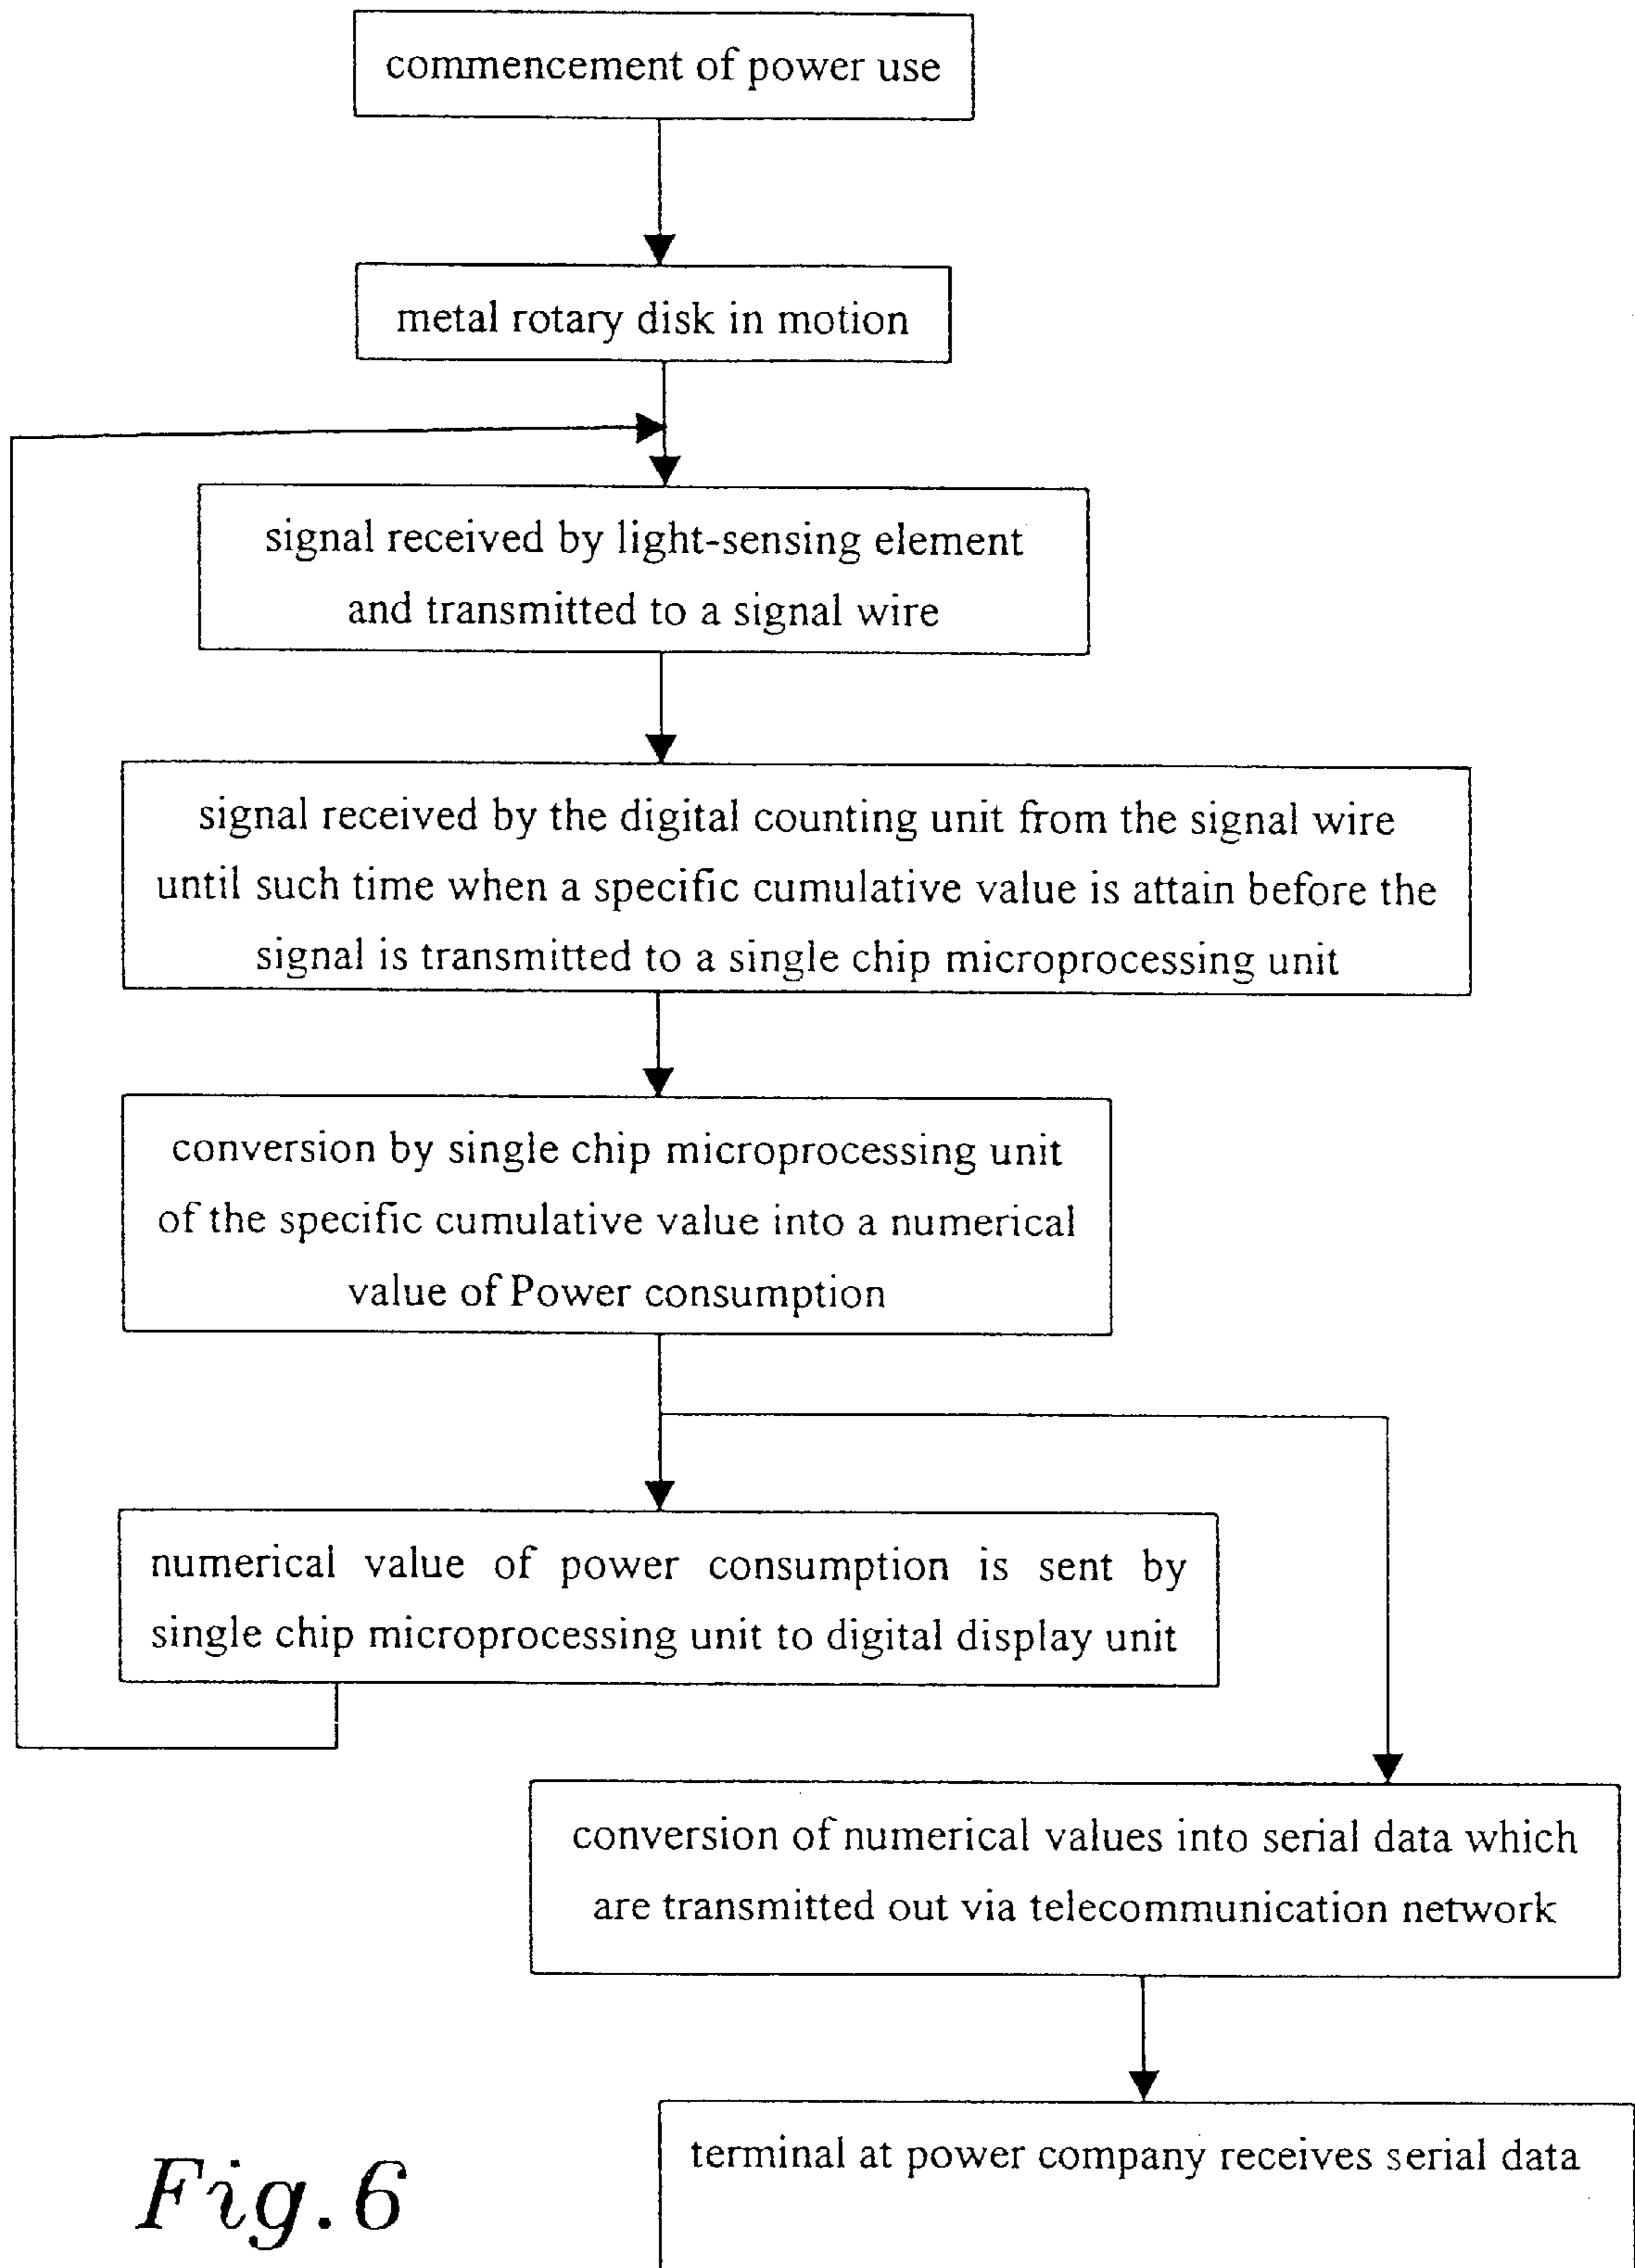 commencement of power use
metal rotary disk in motion
signal received by light-sensing element
and transmitted to a signal wire
signal received by the digital counting unit from the signal wire
until such time when a specific cumulative value is attain before the
signal is transmitted to a single chip microprocessing unit
conversion by single chip microprocessing unit
of the specific cumulative value into a numerical
value of Power consumption
numerical value of power consumption is sent by
single chip microprocessing unit to digital display unit
conversion of numerical values into serial data which
are transmitted out via telecommunication network
terminal at power company receives serial data
Fig.6